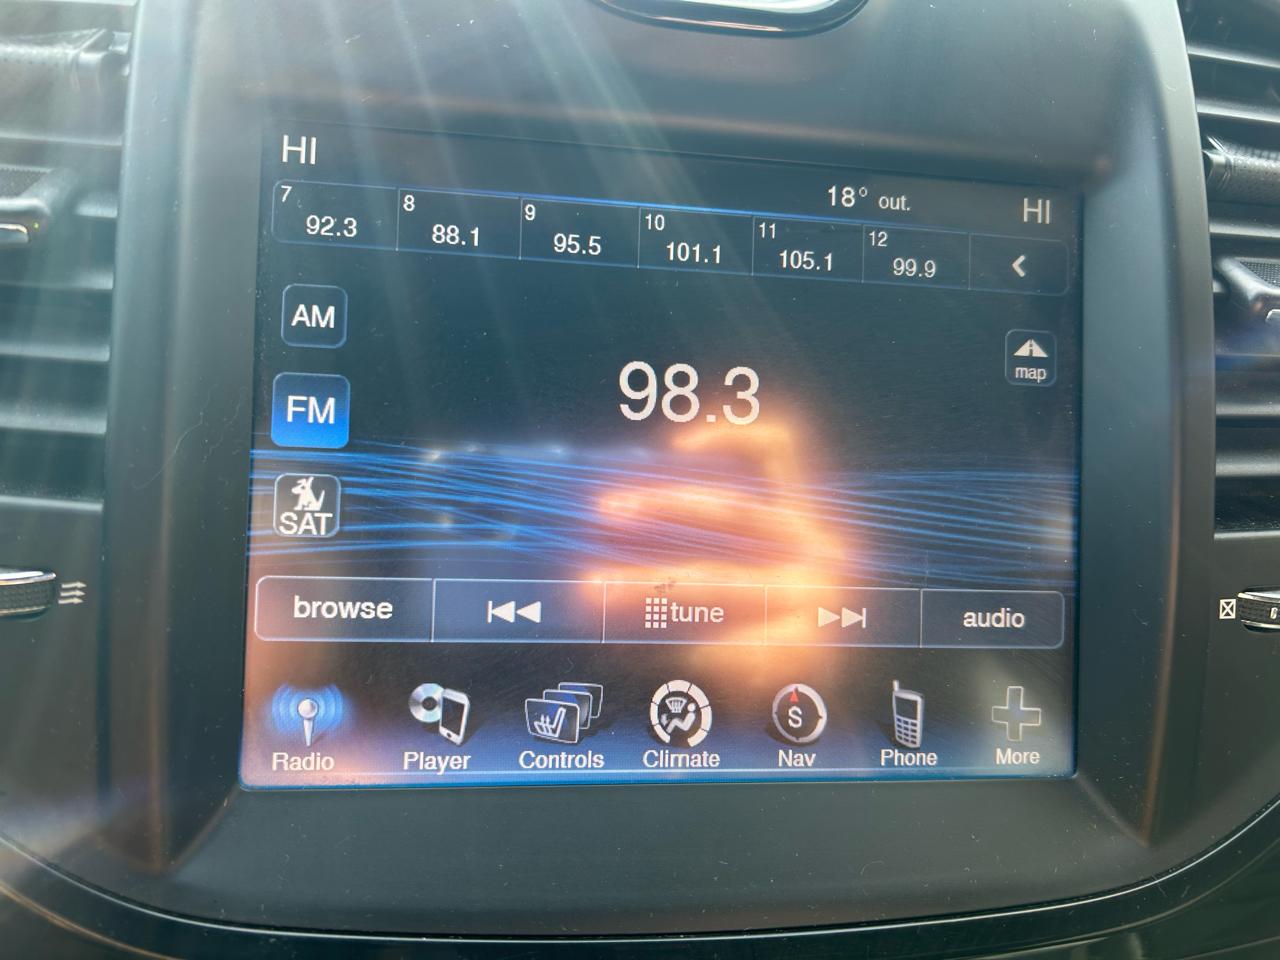 HI
18° out.
HI
7 92.3
8 88.1
9 95.5
10 101.1
11 105.1
12 99.9
AM
98.3
map
FM
SAT
browse
tune
audio
S
Radio
Player
Controls
Climate
Nav
Phone
More